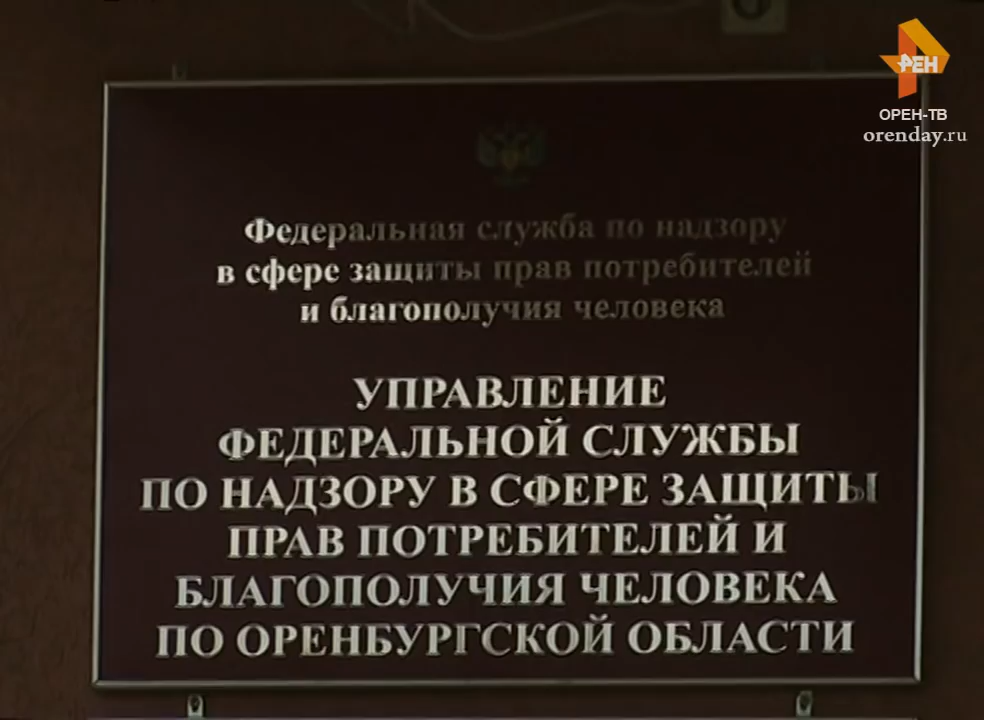 РЕН
ОРЕН-ТВ
orenday.ru
Федеральная служба по надзору
в сфере защиты прав потребителей
и благополучия человека
УПРАВЛЕНИЕ
ФЕДЕРАЛЬНОЙ СЛУЖБЫ
ПО НАДЗОРУ В СФЕРЕ ЗАЩИТЫ
ПРАВ ПОТРЕБИТЕЛЕЙ И
БЛАГОПОЛУЧИЯ ЧЕЛОВЕКА
ПО ОРЕНБУРГСКОЙ ОБЛАСТИ